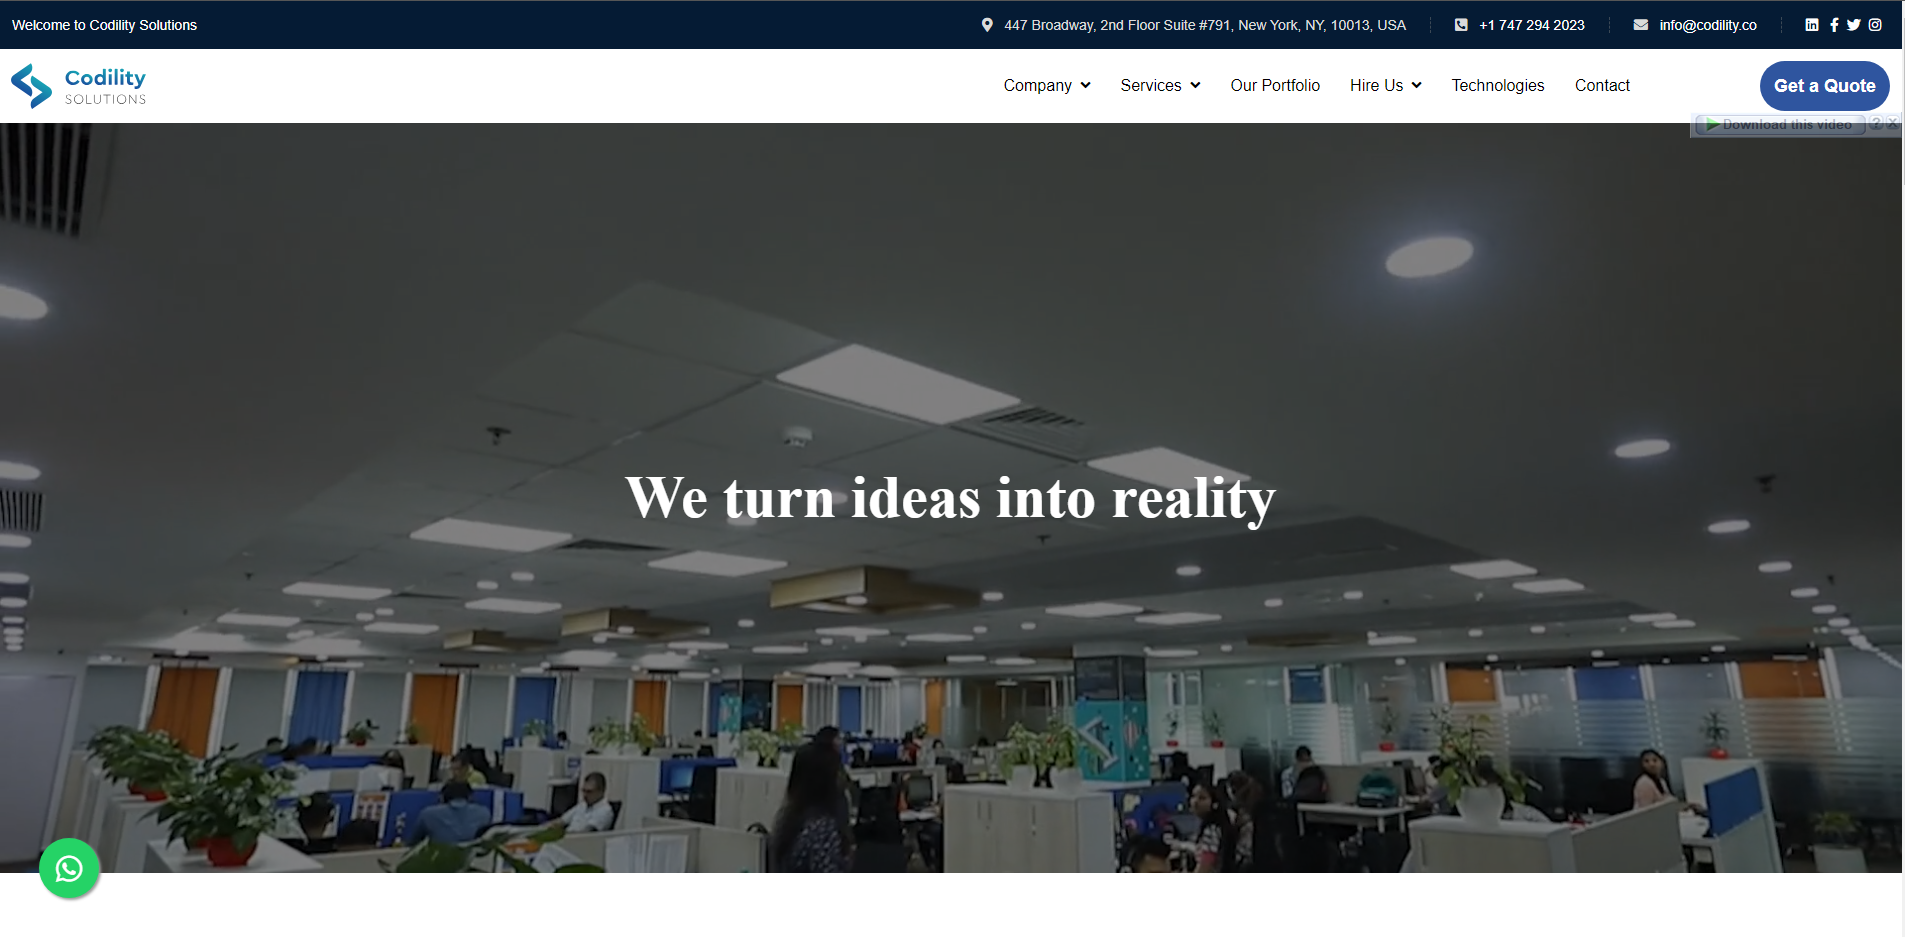 Welcome to Codility Solutions
447 Broadway, 2nd Floor Suite #791, New York, NY, 10013, USA
+1 747 294 2023
info@codility.co
Codility
SOLUTIONS
Company
Services
Our Portfolio
Hire Us
Technologies
Contact
Get a Quote
Download this video
? X
We turn ideas into reality